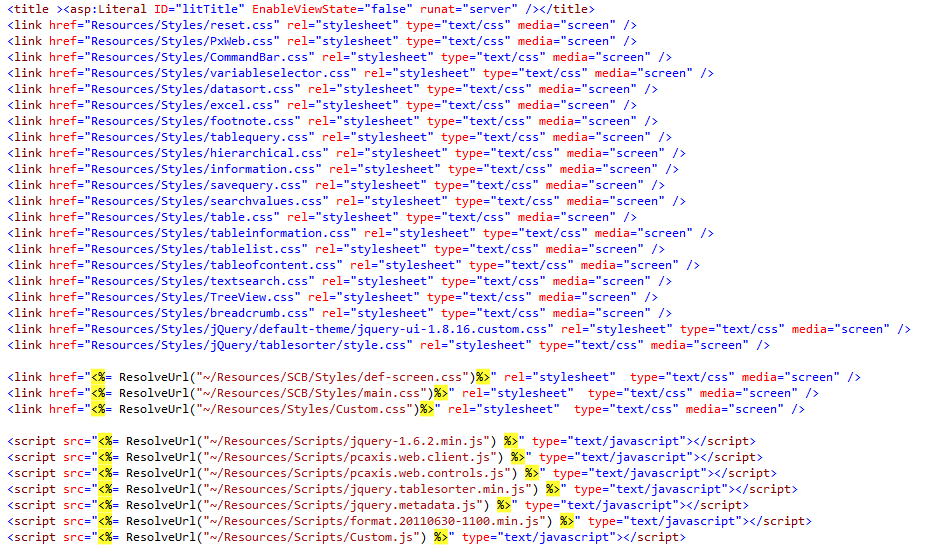 <title ><asp:Literal ID="litTitle" EnableViewState="false" runat="server" /></title>
<link href="Resources/Styles/reset.css" rel="stylesheet" type="text/css" media="screen" />
<link href="Resources/Styles/PxWeb.css" rel="stylesheet" type="text/css" media="screen" />
<link href="Resources/Styles/CommandBar.css" rel="stylesheet" type="text/css" media="screen" />
<link href="Resources/Styles/variableselector.css" rel="stylesheet" type="text/css" media="screen" />
<link href="Resources/Styles/datasort.css" rel="stylesheet" type="text/css" media="screen" />
<link href="Resources/Styles/excel.css" rel="stylesheet" type="text/css" media="screen" />
<link href="Resources/Styles/footnote.css" rel="stylesheet" type="text/css" media="screen" />
<link href="Resources/Styles/tablequery.css" rel="stylesheet" type="text/css" media="screen" />
<link href="Resources/Styles/hierarchical.css" rel="stylesheet" type="text/css" media="screen" />
<link href="Resources/Styles/information.css" rel="stylesheet" type="text/css" media="screen" />
<link href="Resources/Styles/savequery.css" rel="stylesheet" type="text/css" media="screen" />
<link href="Resources/Styles/searchvalues.css" rel="stylesheet" type="text/css" media="screen" />
<link href="Resources/Styles/table.css" rel="stylesheet" type="text/css" media="screen" />
<link href="Resources/Styles/tableinformation.css" rel="stylesheet" type="text/css" media="screen" />
<link href="Resources/Styles/tablelist.css" rel="stylesheet" type="text/css" media="screen" />
<link href="Resources/Styles/tableofcontent.css" rel="stylesheet" type="text/css" media="screen" />
<link href="Resources/Styles/textsearch.css" rel="stylesheet" type="text/css" media="screen" />
<link href="Resources/Styles/TreeView.css" rel="stylesheet" type="text/css" media="screen" />
<link href="Resources/Styles/breadcrumb.css" rel="stylesheet" type="text/css" media="screen" />
<link href="Resources/Styles/jQuery/default-theme/jquery-ui-1.8.16.custom.css" rel="stylesheet" type="text/css" media="screen" />
<link href="Resources/Styles/jQuery/tablesorter/style.css" rel="stylesheet" type="text/css" media="screen" />
<link href="<%= ResolveUrl("~/Resources/SCB/Styles/def-screen.css")%>" rel="stylesheet"  type="text/css" media="screen" />
<link href="<%= ResolveUrl("~/Resources/SCB/Styles/main.css")%>" rel="stylesheet"  type="text/css" media="screen" />
<link href="<%= ResolveUrl("~/Resources/Styles/Custom.css")%>" rel="stylesheet"  type="text/css" media="screen" />
<script src="<%= ResolveUrl("~/Resources/Scripts/jquery-1.6.2.min.js") %>" type="text/javascript"></script>
<script src="<%= ResolveUrl("~/Resources/Scripts/pcaxis.web.client.js") %>" type="text/javascript"></script>
<script src="<%= ResolveUrl("~/Resources/Scripts/pcaxis.web.controls.js") %>" type="text/javascript"></script>
<script src="<%= ResolveUrl("~/Resources/Scripts/jquery.tablesorter.min.js") %>" type="text/javascript"></script>
<script src="<%= ResolveUrl("~/Resources/Scripts/jquery.metadata.js") %>" type="text/javascript"></script>
<script src="<%= ResolveUrl("~/Resources/Scripts/format.20110630-1100.min.js") %>" type="text/javascript"></script>
<script src="<%= ResolveUrl("~/Resources/Scripts/Custom.js") %>" type="text/javascript"></script>